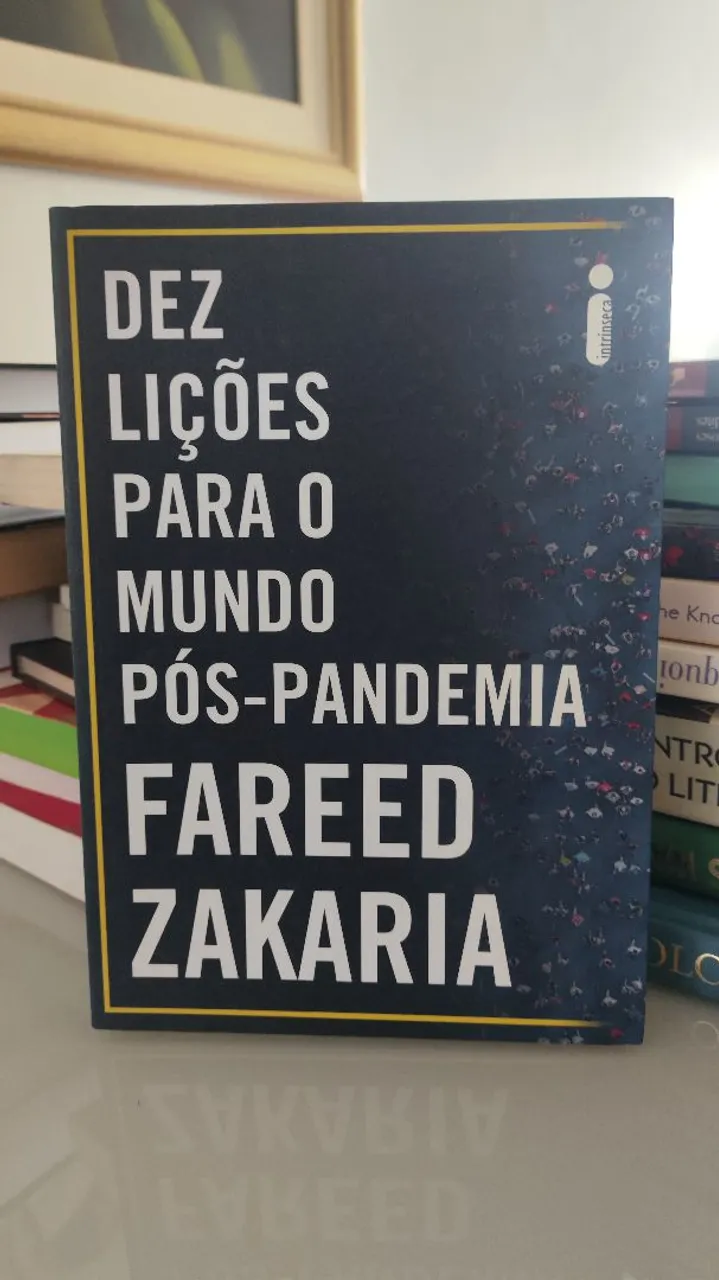 DEZ
LIÇÕES
PARA O
MUNDO
PÓS-PANDEMIA
FAREED
ZAKARIA
intrínseca